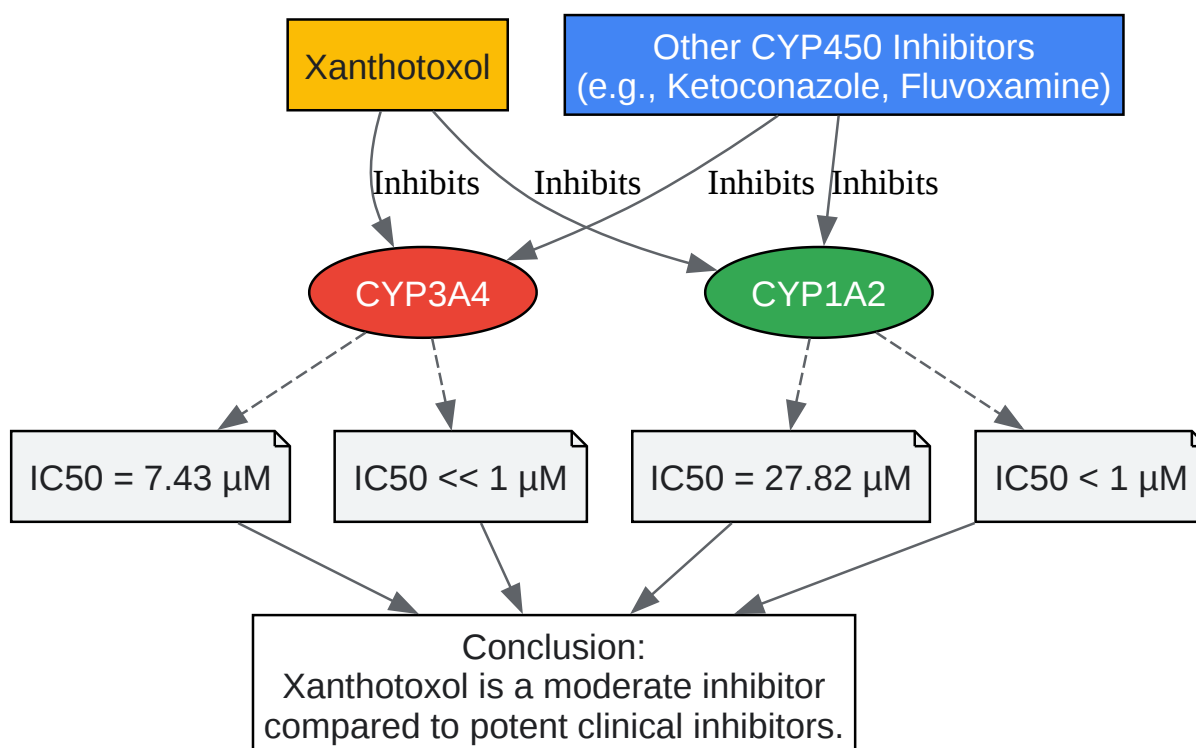 Xanthotoxol
Other CYP450 Inhibitors
(e.g., Ketoconazole, Fluvoxamine)
Inhibits
Inhibits
Inhibits
Inhibits
CYP3A4
CYP1A2
IC50 = 7.43 µM
IC50 << 1 µM
IC50 = 27.82 µM
IC50 < 1 µM
Conclusion:
Xanthotoxol is a moderate inhibitor
compared to potent clinical inhibitors.